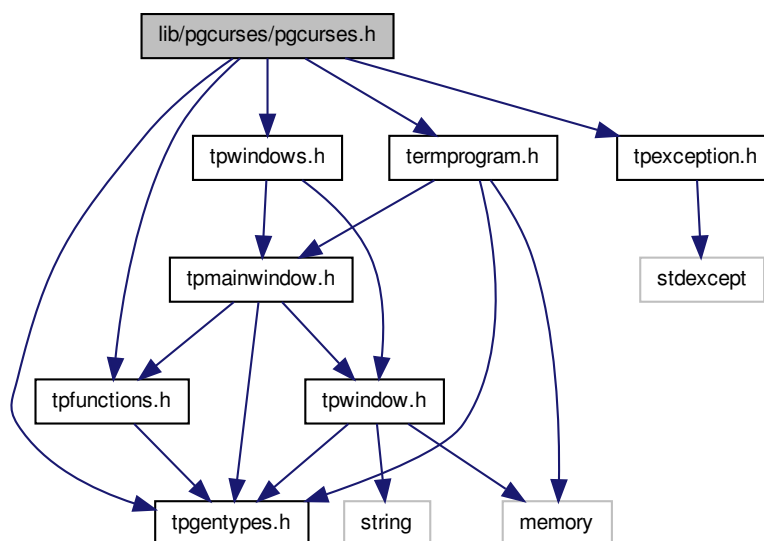 lib/pgcurses/pgcurses.h
tpwindows.h
termprogram.h
tpexception.h
tpmainwindow.h
stdexcept
tpfunctions.h
tpwindow.h
tpgentypes.h
string
memory